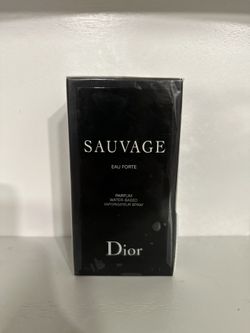 SAUVAGE
EAU FORTE
PARFUM
WATER-BASED
VAPORISATEUR SPRAY
Dior